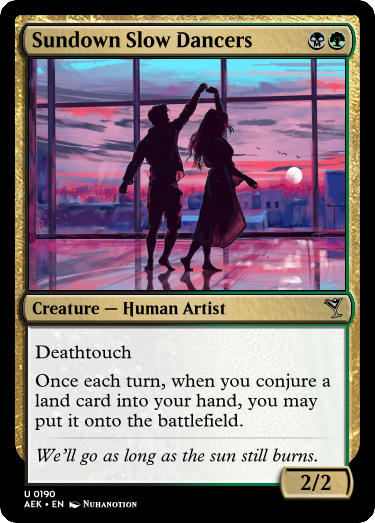 Sundown Slow Dancers
Creature — Human Artist
Deathtouch
Once each turn, when you conjure a
land card into your hand, you may
put it onto the battlefield.
We'll go as long as the sun still burns.
2/2
U 0190
AEK • EN NUHANOTION